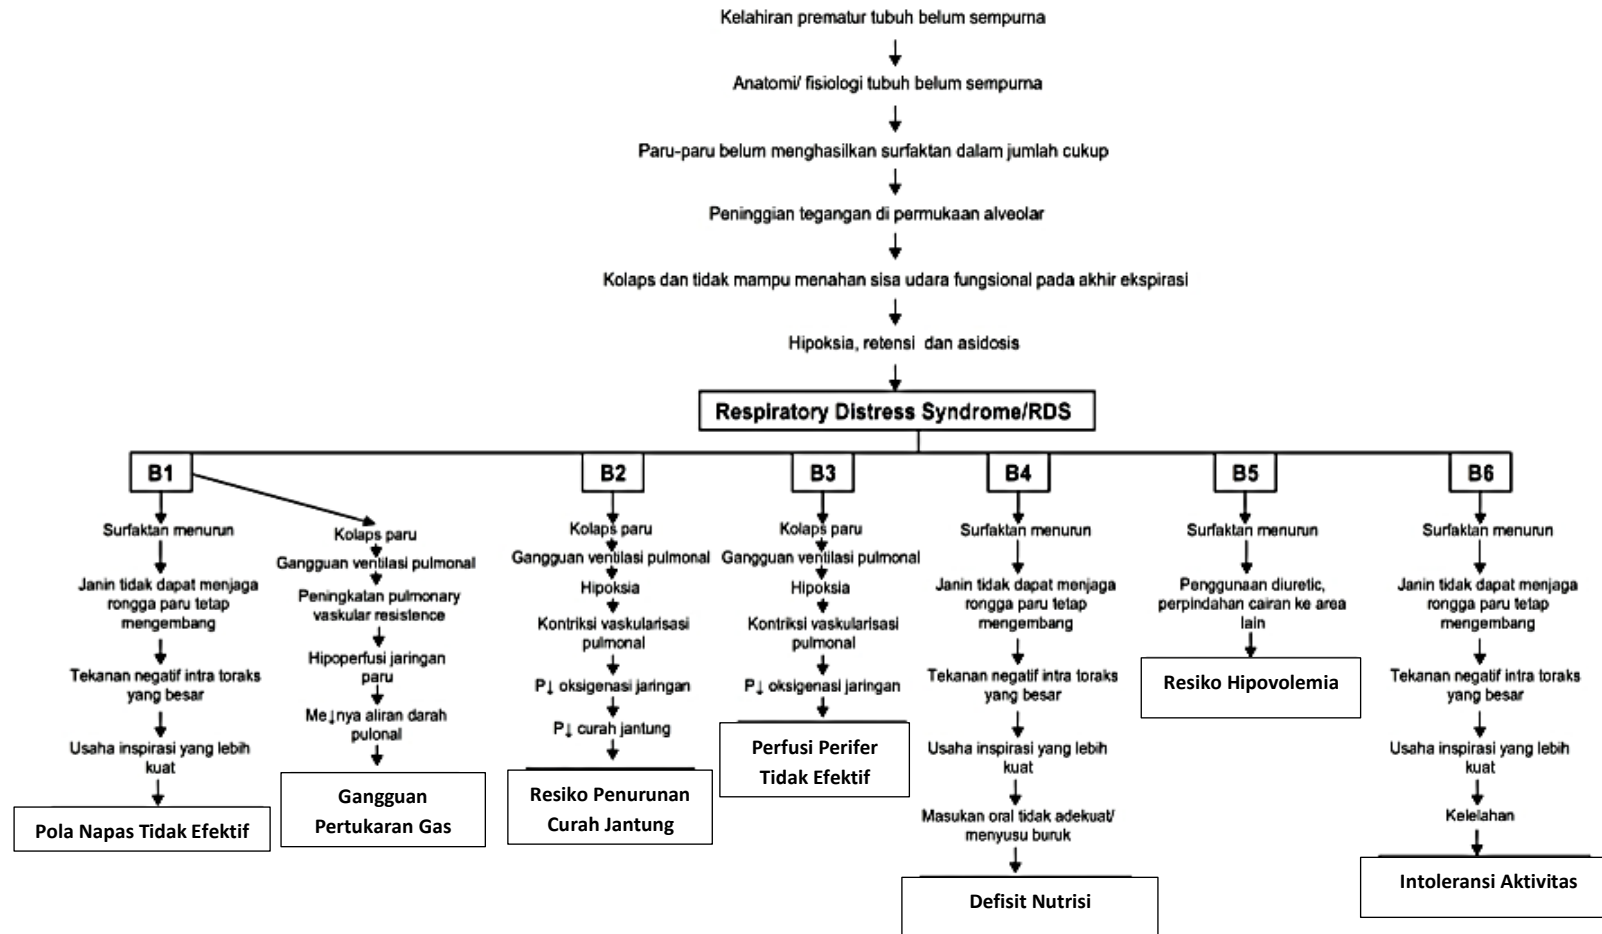 Kelahiran prematur tubuh belum sempurna
Anatomi/ fisiologi tubuh belum sempurna
Paru-paru belum menghasilkan surfaktan dalam jumlah cukup
Peninggian tegangan di permukaan alveolar
Kolaps dan tidak mampu menahan sisa udara fungsional pada akhir ekspirasi
Hipoksia, retensi dan asidosis
Respiratory Distress Syndrome/RDS
B1
Surfaktan menurun
Janin tidak dapat menjaga
rongga paru tetap
mengembang
Tekanan negatif intra toraks
yang besar
Usaha inspirasi yang lebih
kuat
Pola Napas Tidak Efektif
Kolaps paru
Gangguan ventilasi pulmonal
Peningkatan pulmonary
vaskular resistence
Hipoperfusi jaringan
paru
Me↓nya aliran darah
pulonal
Gangguan
Pertukaran Gas
B2
Kolaps paru
Gangguan ventilasi pulmonal
Hipoksia
Kontriksi vaskularisasi
pulmonal
P↓ oksigenasi jaringan
P↓ curah jantung
Resiko Penurunan
Curah Jantung
B3
Kolaps paru
Gangguan ventilasi pulmonal
Hipoksia
Kontriksi vaskularisasi
pulmonal
P↓ oksigenasi jaringan
Perfusi Perifer
Tidak Efektif
B4
Surfaktan menurun
Janin tidak dapat menjaga
rongga paru tetap
mengembang
Tekanan negatif intra toraks
yang besar
Usaha inspirasi yang lebih
kuat
Masukan oral tidak adekuat/
menyusu buruk
Defisit Nutrisi
B5
Surfaktan menurun
Penggunaan diuretic,
perpindahan cairan ke area
lain
Resiko Hipovolemia
B6
Surfaktan menurun
Janin tidak dapat menjaga
rongga paru tetap
mengembang
Tekanan negatif intra toraks
yang besar
Usaha inspirasi yang lebih
kuat
Kelelahan
Intoleransi Aktivitas